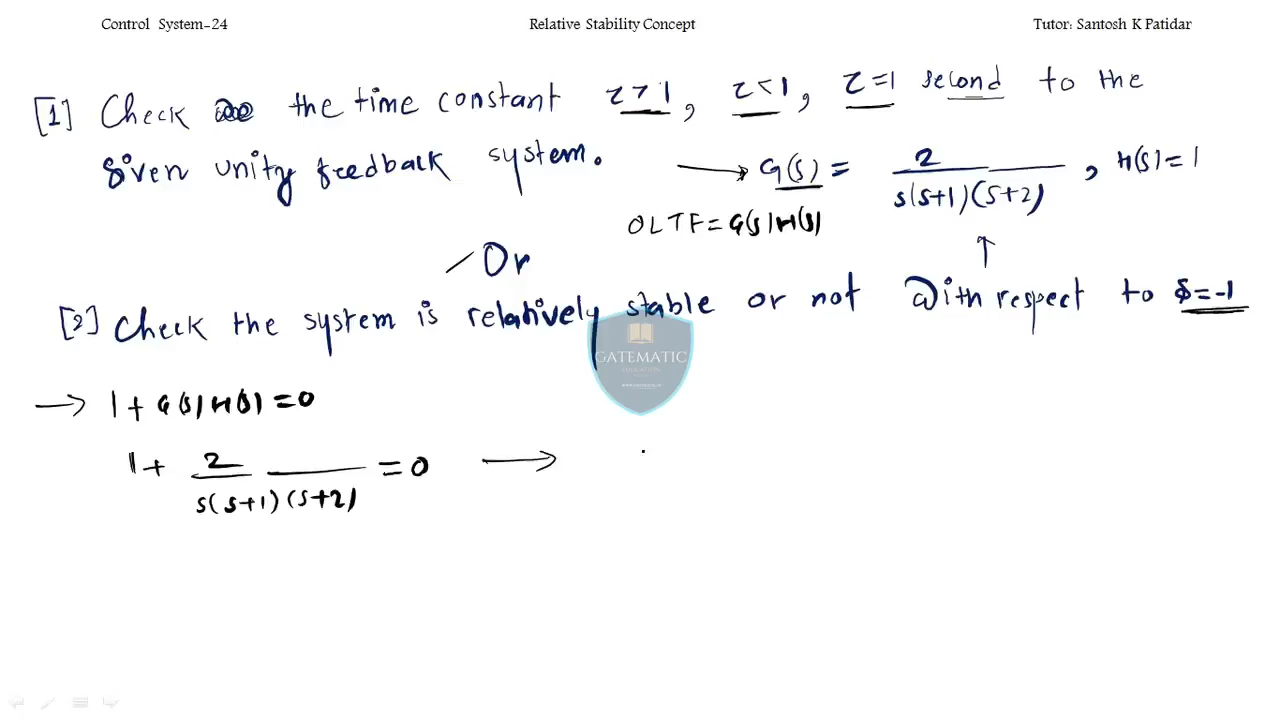 Control System-24 Relative Stability Concept Tutor: Santosh K Patidar
[1] Check the time constant τ > 1, τ < 1, τ = 1 second to the
given unity feedback system. → G(s) = 2 / s(s+1)(s+2), H(s) = 1
OLTF = G(s)H(s)
Or
[2] Check the system is relatively stable or not with respect to s = -1
GATEMATIC
EDUCATION
→ 1 + G(s)H(s) = 0
1 + 2 / s(s+1)(s+2) = 0 →